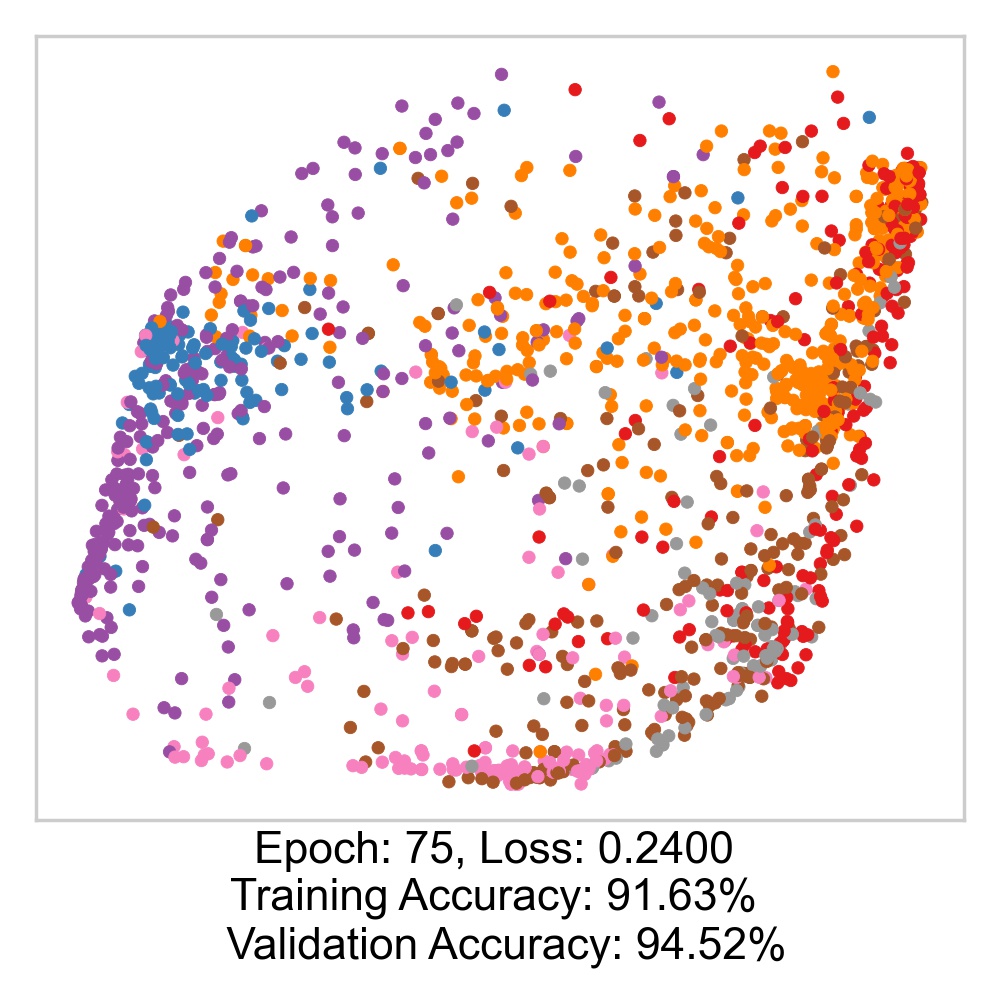 Epoch: 75, Loss: 0.2400
Training Accuracy: 91.63%
Validation Accuracy: 94.52%